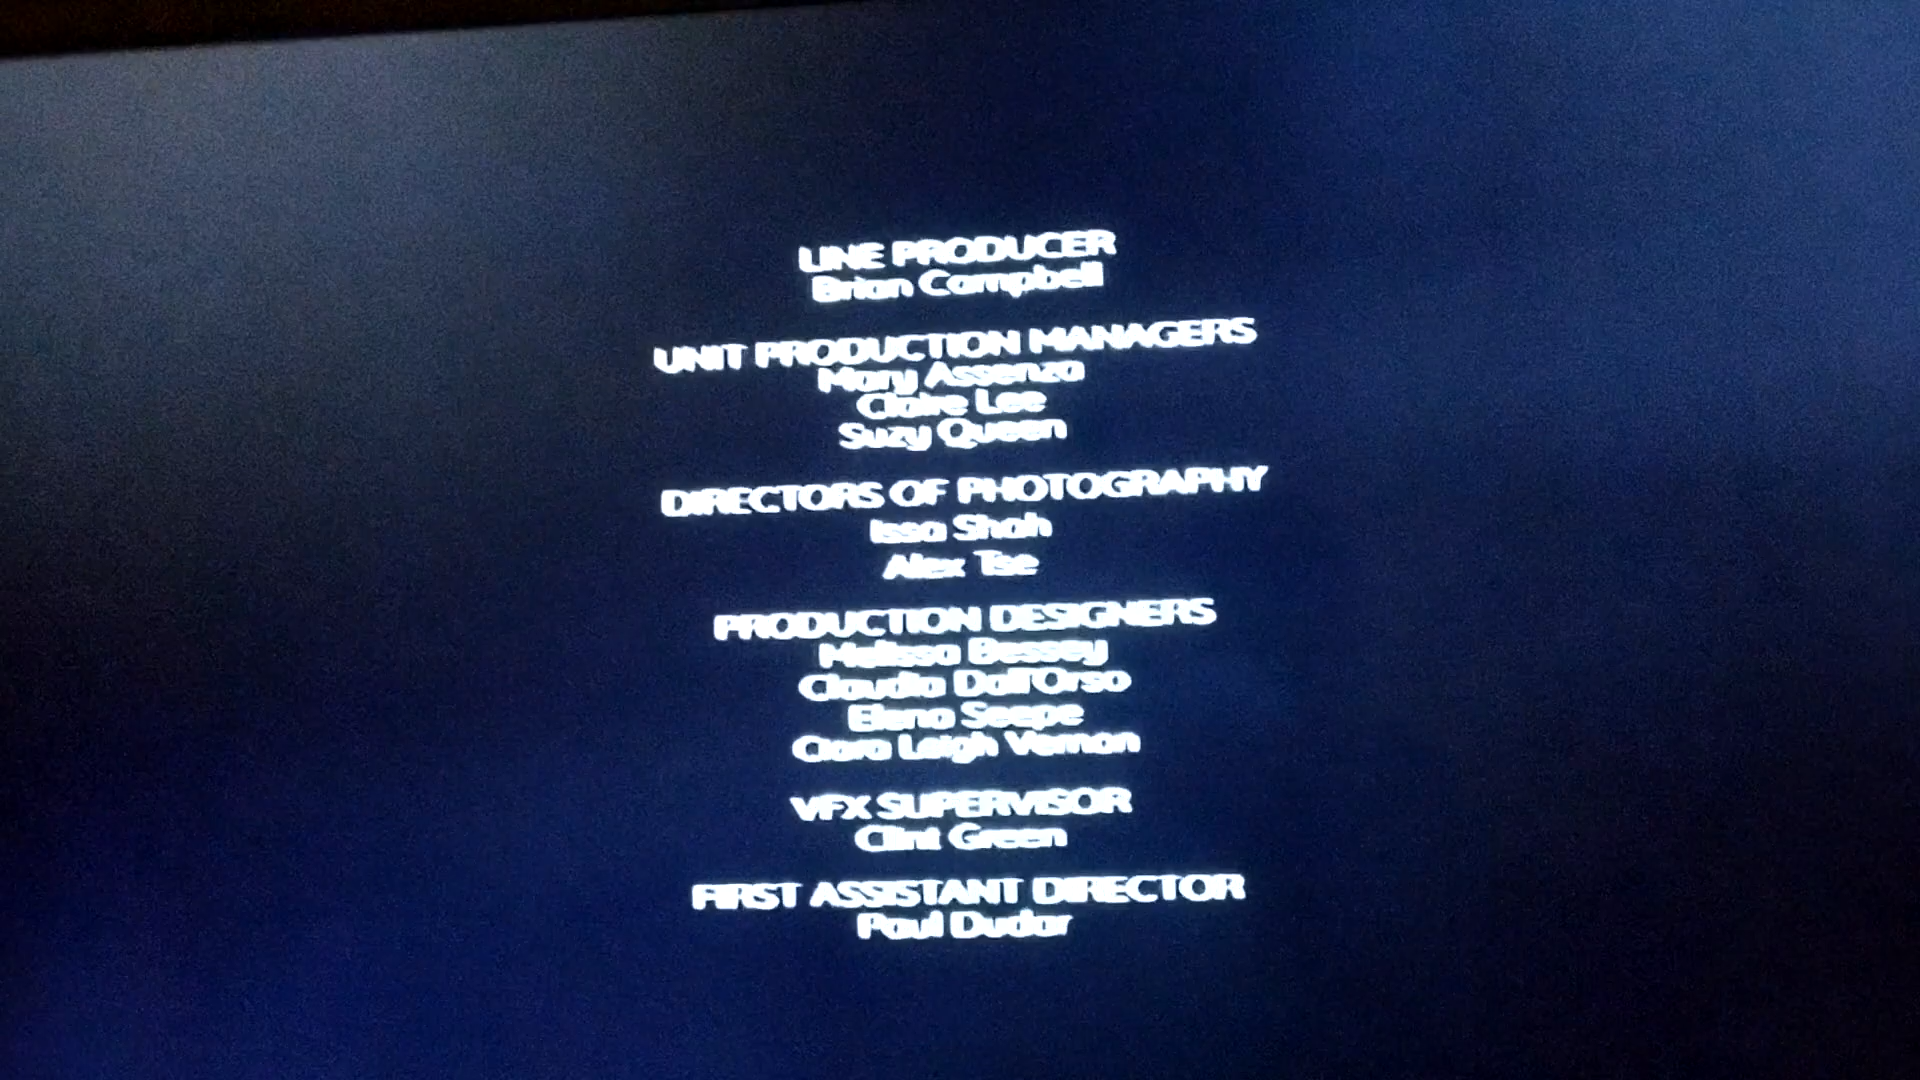 LINE PRODUCER
Brian Campbell
UNIT PRODUCTION MANAGERS
Mary Assenza
Claire Lee
Suzy Queen
DIRECTORS OF PHOTOGRAPHY
Issa Shah
Alex Tse
PRODUCTION DESIGNERS
Melissa Bessey
Claudia Dall'Orso
Elena Seepe
Clara Leigh Vernon
VFX SUPERVISOR
Clint Green
FIRST ASSISTANT DIRECTOR
Paul Dudar